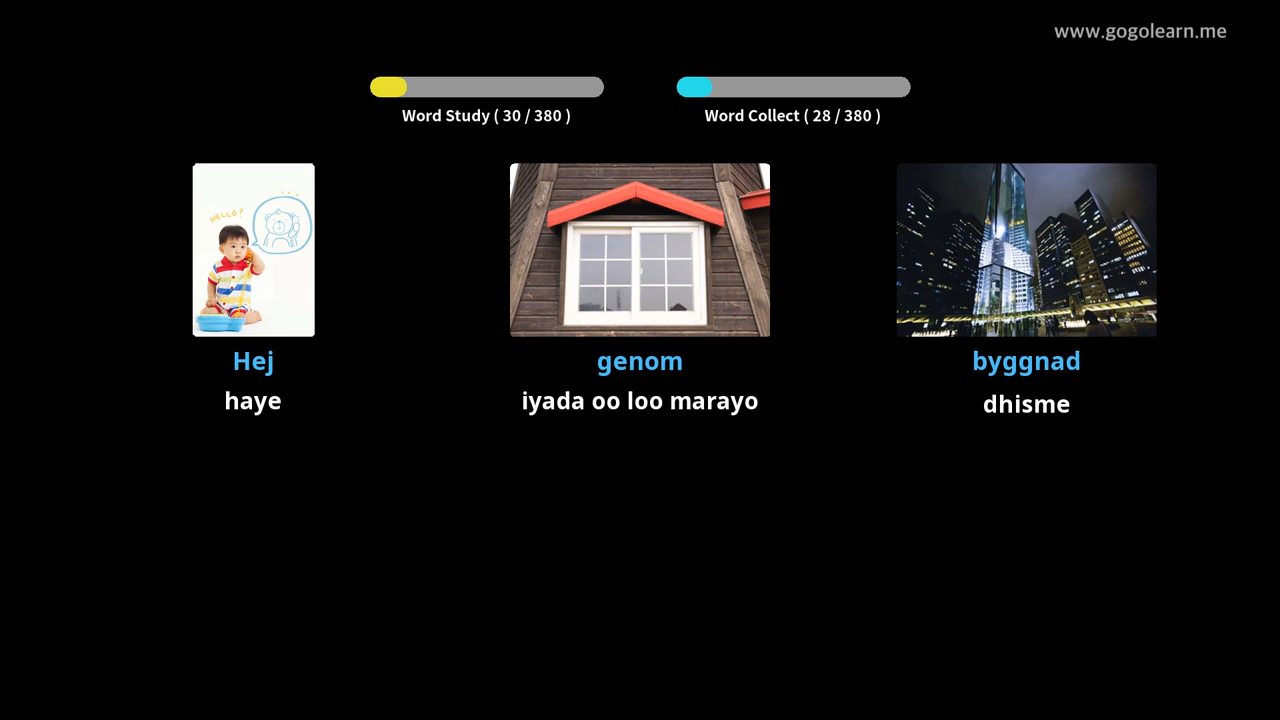 www.gogolearn.me
Word Study ( 30 / 380 )
Word Collect ( 28 / 380 )
HELLO!
Hej
genom
byggnad
haye
iyada oo loo marayo
dhisme